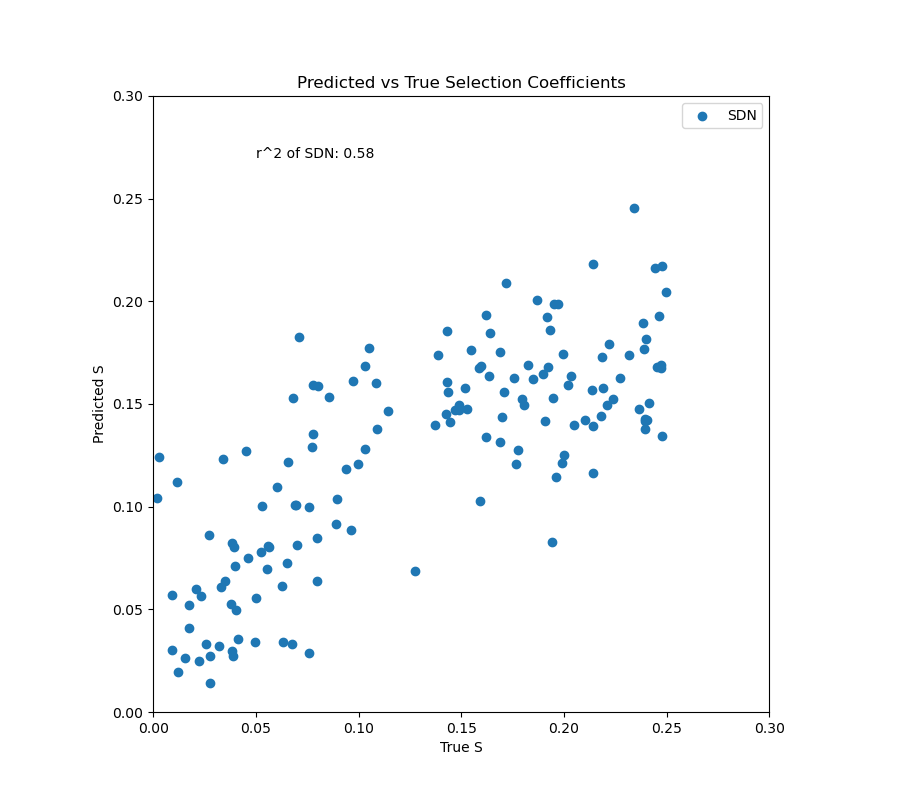 Predicted vs True Selection Coefficients
SDN
r^2 of SDN: 0.58
Predicted S
0.30
0.25
0.20
0.15
0.10
0.05
0.00
0.00 0.05 0.10 0.15 0.20 0.25 0.30
True S